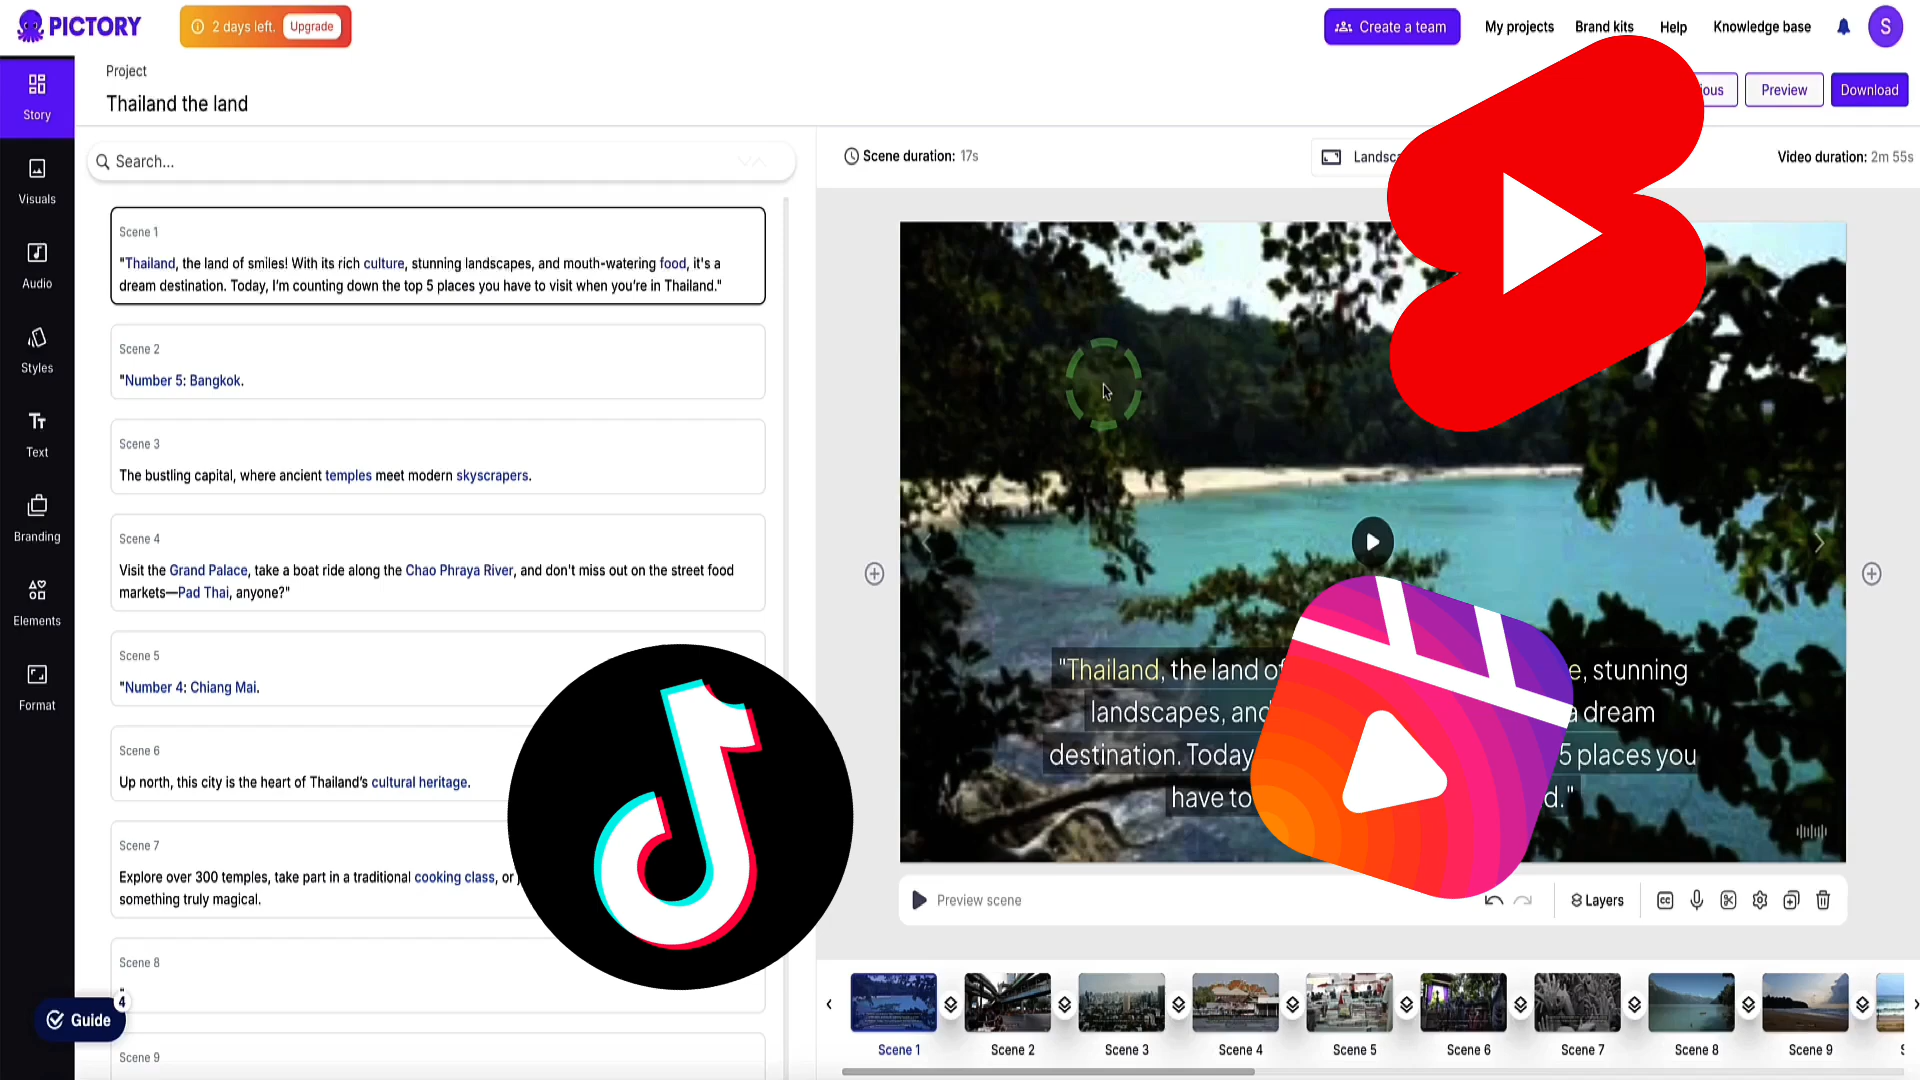 PICTORY
2 days left. Upgrade
Create a team
My projects
Brand kits
Help
Knowledge base
S
Project
Thailand the land
Preview
Download
Story
Visuals
Audio
Styles
Text
Branding
Elements
Format
Guide
4
Search...
Scene 1
"Thailand, the land of smiles! With its rich culture, stunning landscapes, and mouth-watering food, it's a
dream destination. Today, I'm counting down the top 5 places you have to visit when you're in Thailand."
Scene 2
"Number 5: Bangkok.
Scene 3
The bustling capital, where ancient temples meet modern skyscrapers.
Scene 4
Visit the Grand Palace, take a boat ride along the Chao Phraya River, and don't miss out on the street food
markets—Pad Thai, anyone?"
Scene 5
"Number 4: Chiang Mai.
Scene 6
Up north, this city is the heart of Thailand's cultural heritage.
Scene 7
Explore over 300 temples, take part in a traditional cooking class, or
something truly magical.
Scene 8
"
Scene 9
Scene duration: 17s
Video duration: 2m 55s
"Thailand, the land of stunning
landscapes, and a dream
destination. Today 5 places you
have to
Preview scene
Layers
CC
Scene 1
Scene 2
Scene 3
Scene 4
Scene 5
Scene 6
Scene 7
Scene 8
Scene 9